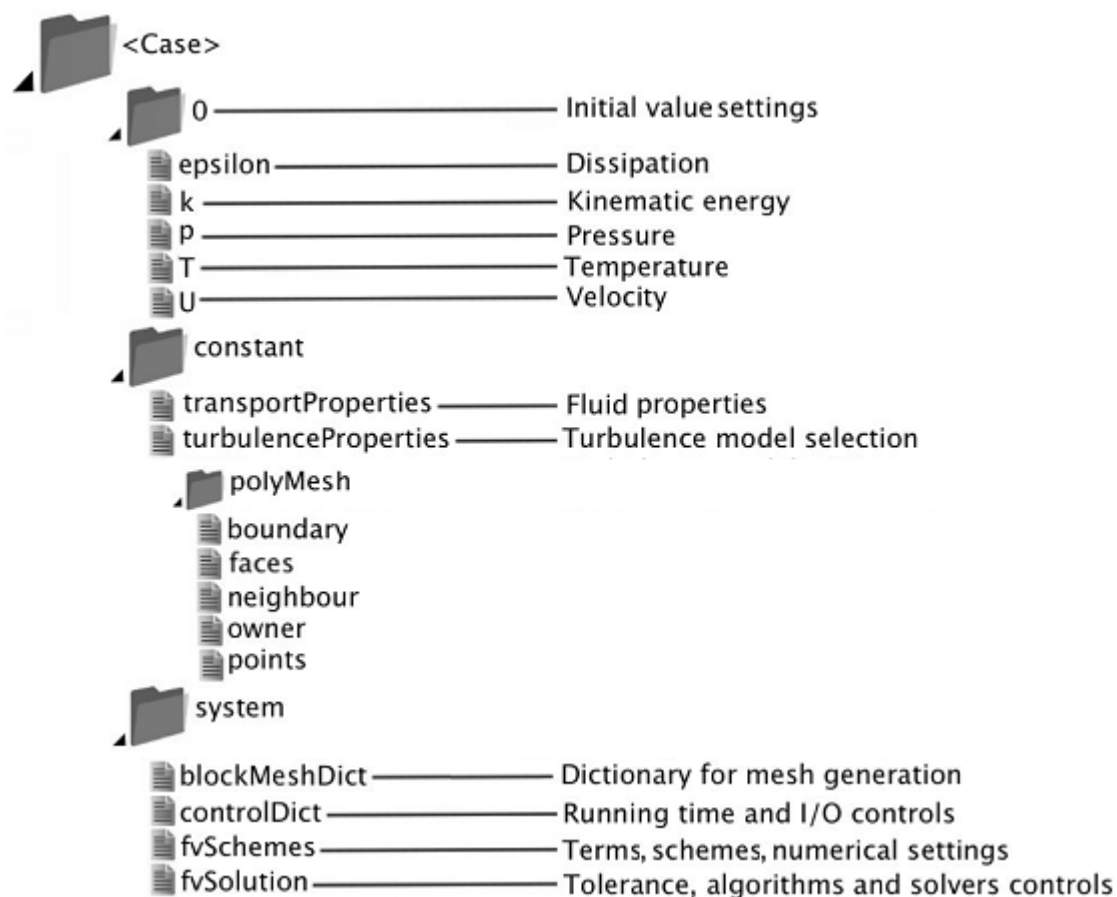 <Case>
0 Initial value settings
epsilon Dissipation
k Kinematic energy
p Pressure
T Temperature
U Velocity
constant
transportProperties Fluid properties
turbulenceProperties Turbulence model selection
polyMesh
boundary
faces
neighbour
owner
points
system
blockMeshDict Dictionary for mesh generation
controlDict Running time and I/O controls
fvSchemes Terms, schemes, numerical settings
fvSolution Tolerance, algorithms and solvers controls